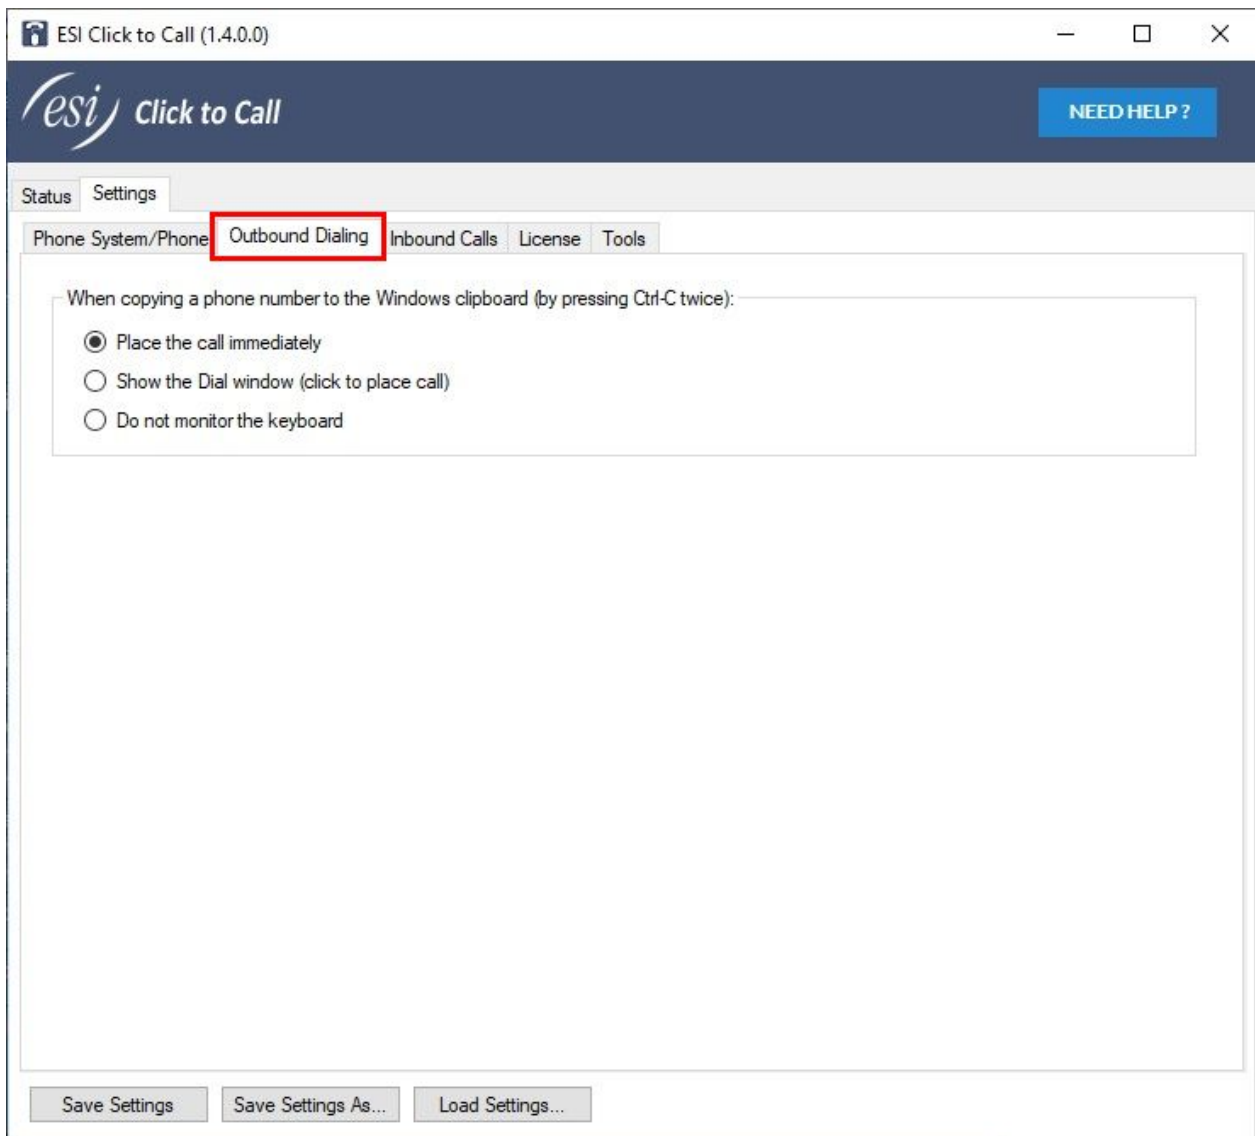 ESI Click to Call (1.4.0.0)
esi Click to Call
NEED HELP ?
Status Settings
Phone System/Phone Outbound Dialing Inbound Calls License Tools
When copying a phone number to the Windows clipboard (by pressing Ctrl-C twice):
Place the call immediately
Show the Dial window (click to place call)
Do not monitor the keyboard
Save Settings Save Settings As... Load Settings...